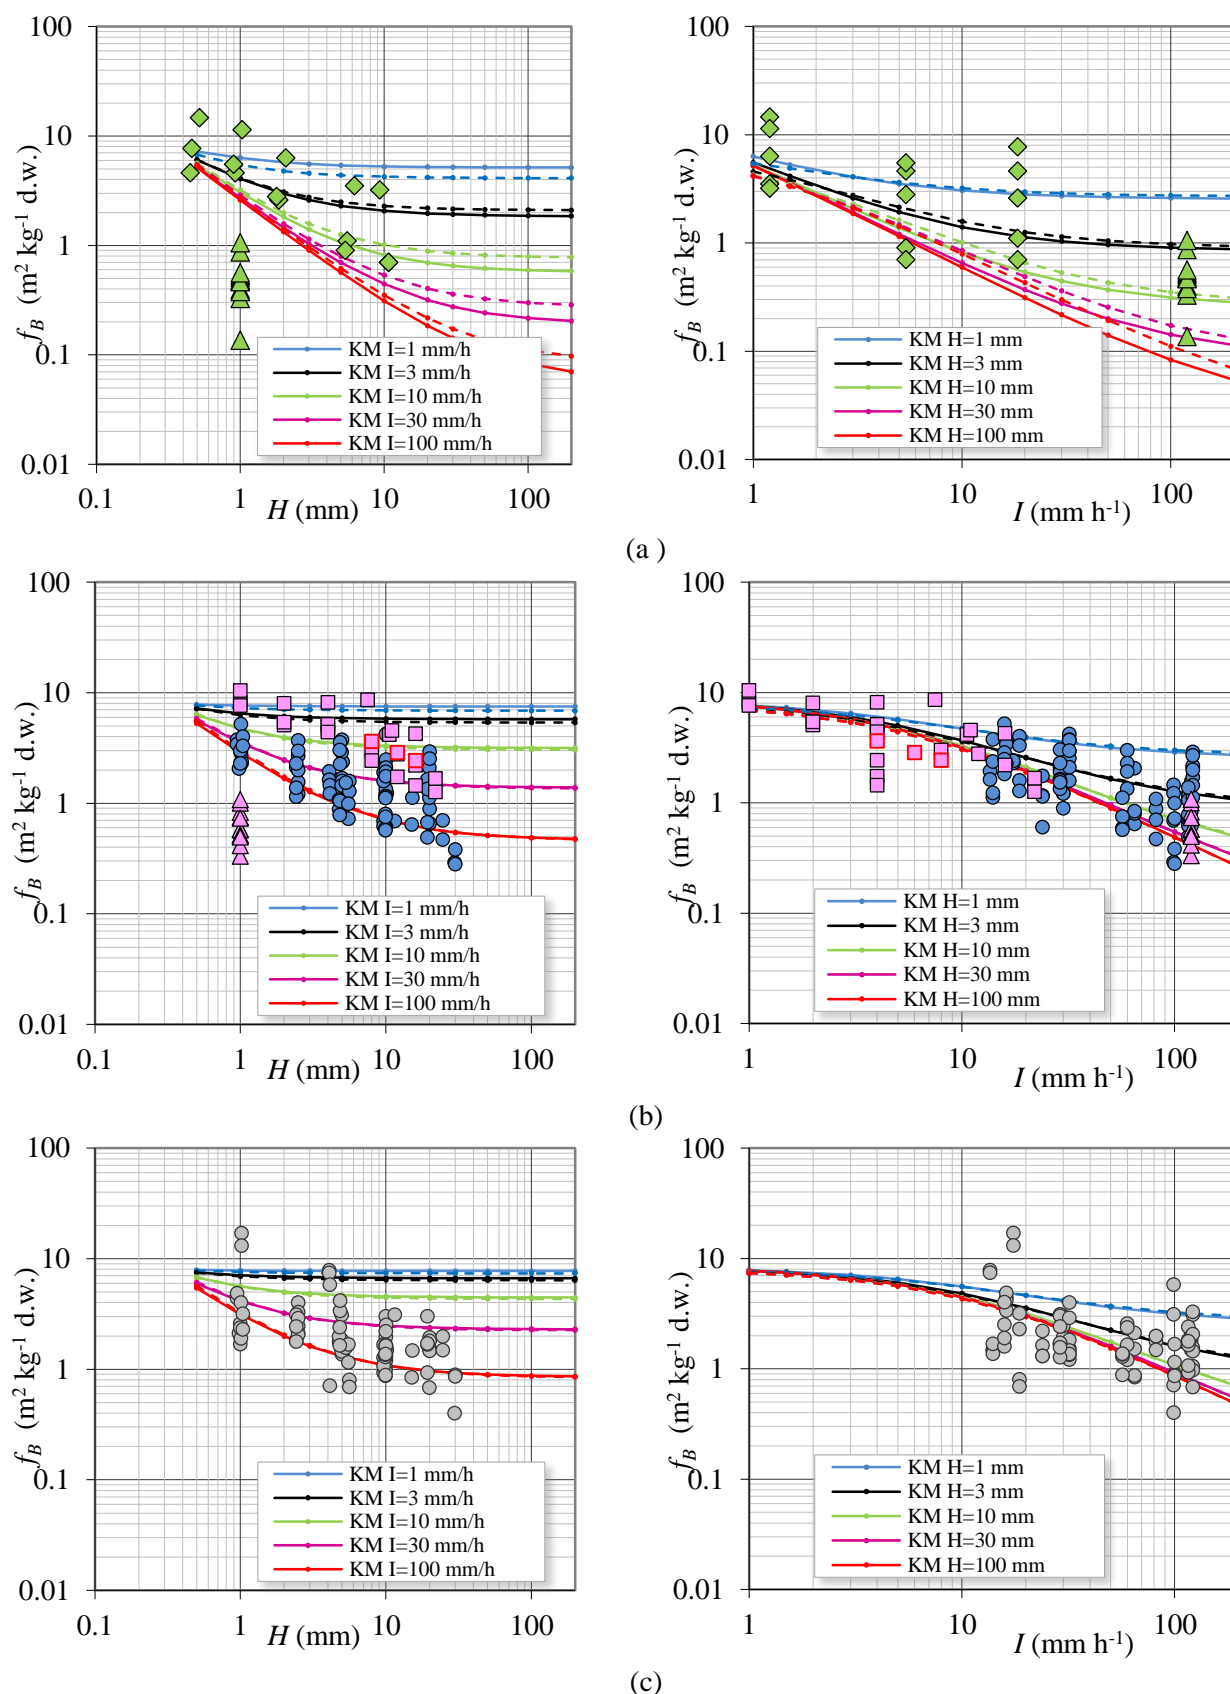 100
10
1
0.1
0.01
0.1
1
10
100
f_B (m² kg⁻¹ d.w.)
H (mm)
KM I=1 mm/h
KM I=3 mm/h
KM I=10 mm/h
KM I=30 mm/h
KM I=100 mm/h
100
10
1
0.1
0.01
1
10
100
f_B (m² kg⁻¹ d.w.)
I (mm h⁻¹)
KM H=1 mm
KM H=3 mm
KM H=10 mm
KM H=30 mm
KM H=100 mm
(a )
100
10
1
0.1
0.01
0.1
1
10
100
f_B (m² kg⁻¹ d.w.)
H (mm)
KM I=1 mm/h
KM I=3 mm/h
KM I=10 mm/h
KM I=30 mm/h
KM I=100 mm/h
100
10
1
0.1
0.01
1
10
100
f_B (m² kg⁻¹ d.w.)
I (mm h⁻¹)
KM H=1 mm
KM H=3 mm
KM H=10 mm
KM H=30 mm
KM H=100 mm
(b)
100
10
1
0.1
0.01
0.1
1
10
100
f_B (m² kg⁻¹ d.w.)
H (mm)
KM I=1 mm/h
KM I=3 mm/h
KM I=10 mm/h
KM I=30 mm/h
KM I=100 mm/h
100
10
1
0.1
0.01
1
10
100
f_B (m² kg⁻¹ d.w.)
I (mm h⁻¹)
KM H=1 mm
KM H=3 mm
KM H=10 mm
KM H=30 mm
KM H=100 mm
(c)